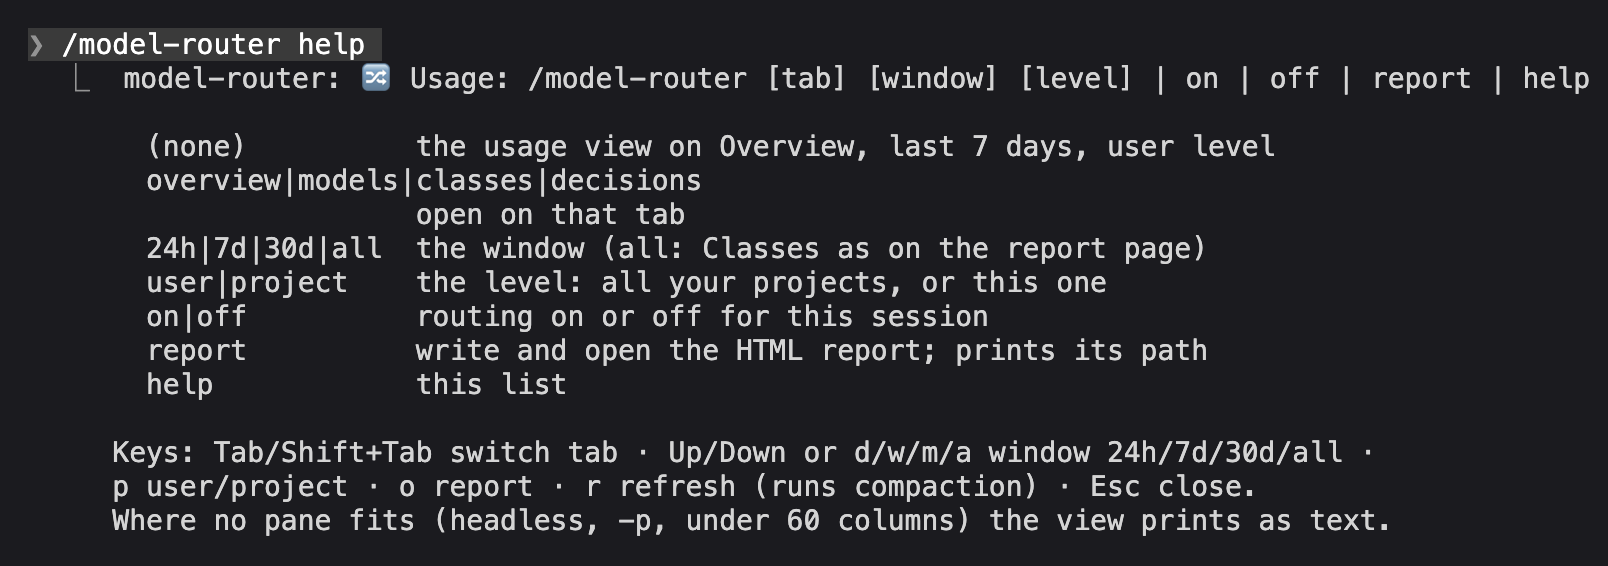 ❯ /model-router help
⎿ model-router: 🔀 Usage: /model-router [tab] [window] [level] | on | off | report | help
(none) the usage view on Overview, last 7 days, user level
overview|models|classes|decisions
open on that tab
24h|7d|30d|all the window (all: Classes as on the report page)
user|project the level: all your projects, or this one
on|off routing on or off for this session
report write and open the HTML report; prints its path
help this list
Keys: Tab/Shift+Tab switch tab · Up/Down or d/w/m/a window 24h/7d/30d/all ·
p user/project · o report · r refresh (runs compaction) · Esc close.
Where no pane fits (headless, -p, under 60 columns) the view prints as text.